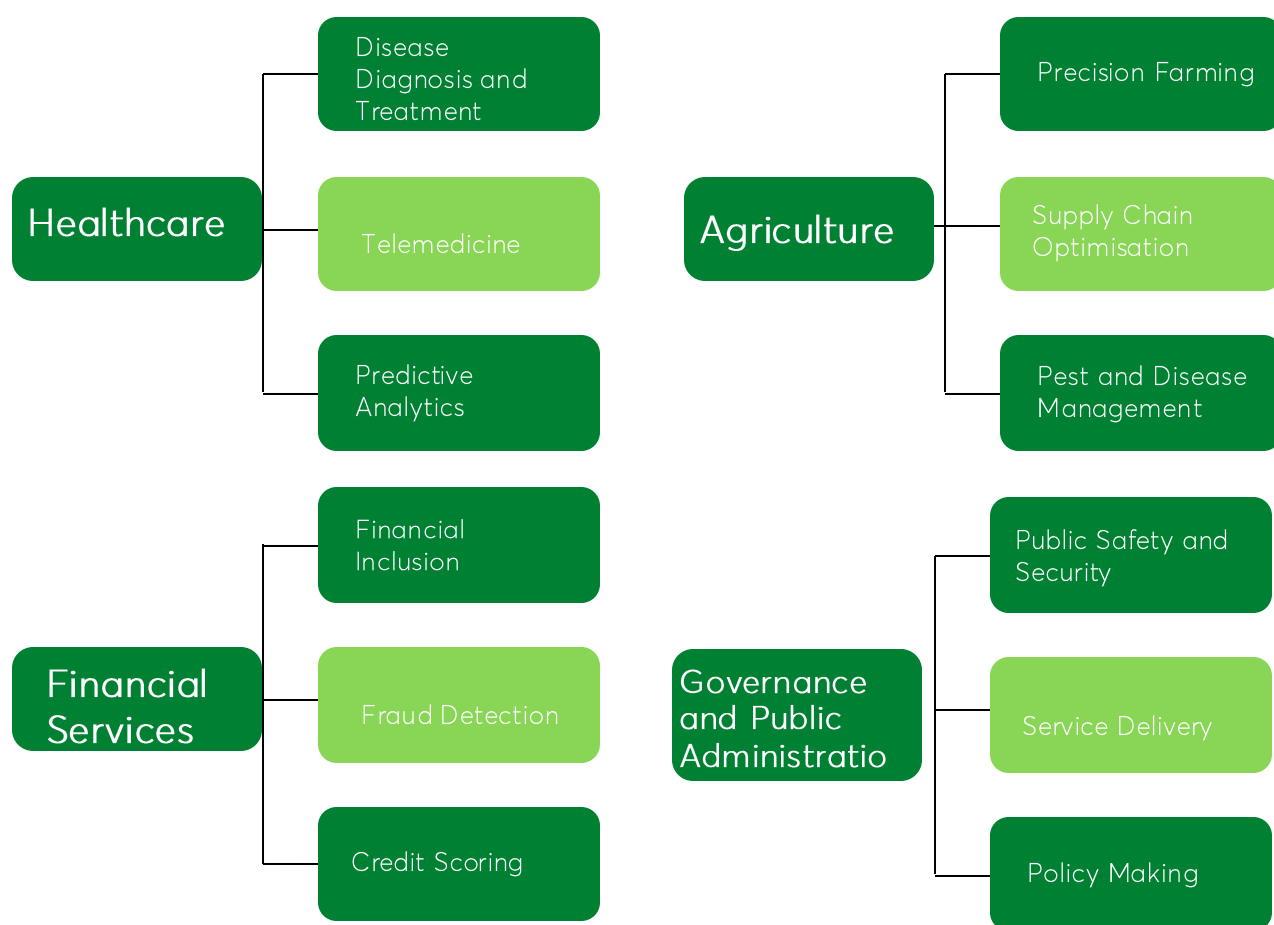 Healthcare
Disease
Diagnosis and
Treatment
Telemedicine
Predictive
Analytics
Agriculture
Precision Farming
Supply Chain
Optimisation
Pest and Disease
Management
Financial
Services
Financial
Inclusion
Fraud Detection
Credit Scoring
Governance
and Public
Administratio
Public Safety and
Security
Service Delivery
Policy Making